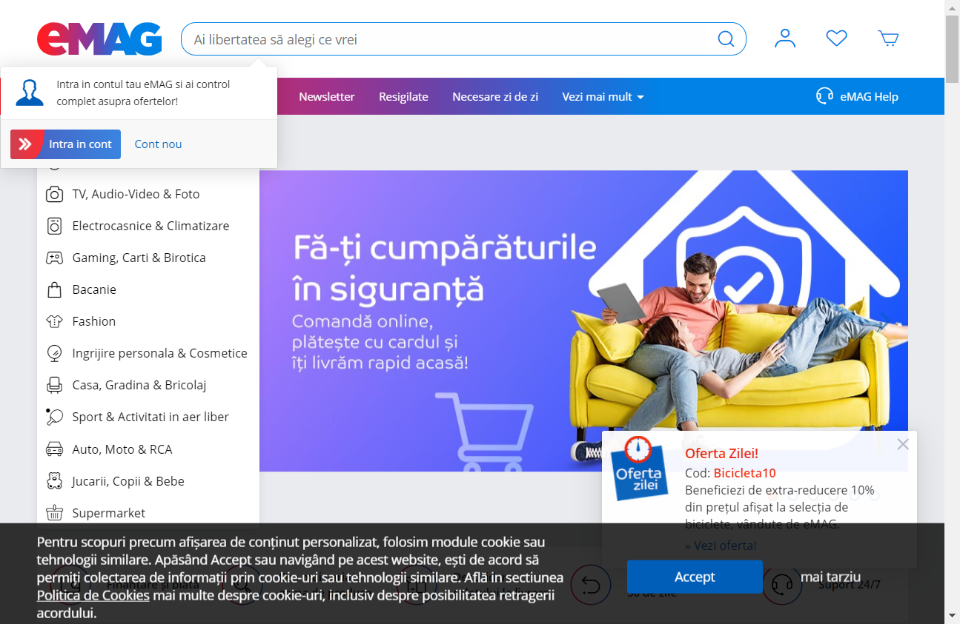 eMAG
Ai libertatea să alegi ce vrei
Intra in contul tau eMAG si ai control
complet asupra ofertelor!
Intra in cont
Cont nou
Newsletter
Resigilate
Necesare zi de zi
Vezi mai mult
eMAG Help
TV, Audio-Video & Foto
Electrocasnice & Climatizare
Gaming, Carti & Birotica
Bacanie
Fashion
Ingrijire personala & Cosmetice
Casa, Gradina & Bricolaj
Sport & Activitati in aer liber
Auto, Moto & RCA
Jucarii, Copii & Bebe
Supermarket
Fă-ți cumpărăturile
în siguranță
Comandă online,
plătește cu cardul și
îți livrăm rapid acasă!
Oferta
zilei
Oferta Zilei!
Cod: Bicicleta10
Beneficiezi de extra-reducere 10%
din prețul afișat la selecția de
biciclete, vândute de eMAG.
» Vezi oferta!
Pentru scopuri precum afișarea de conținut personalizat, folosim module cookie sau
tehnologii similare. Apăsând Accept sau navigând pe acest website, ești de acord să
permiți colectarea de informații prin cookie-uri sau tehnologii similare. Află in sectiunea
Politica de Cookies mai multe despre cookie-uri, inclusiv despre posibilitatea retragerii
acordului.
Accept
mai tarziu
Suport 24/7